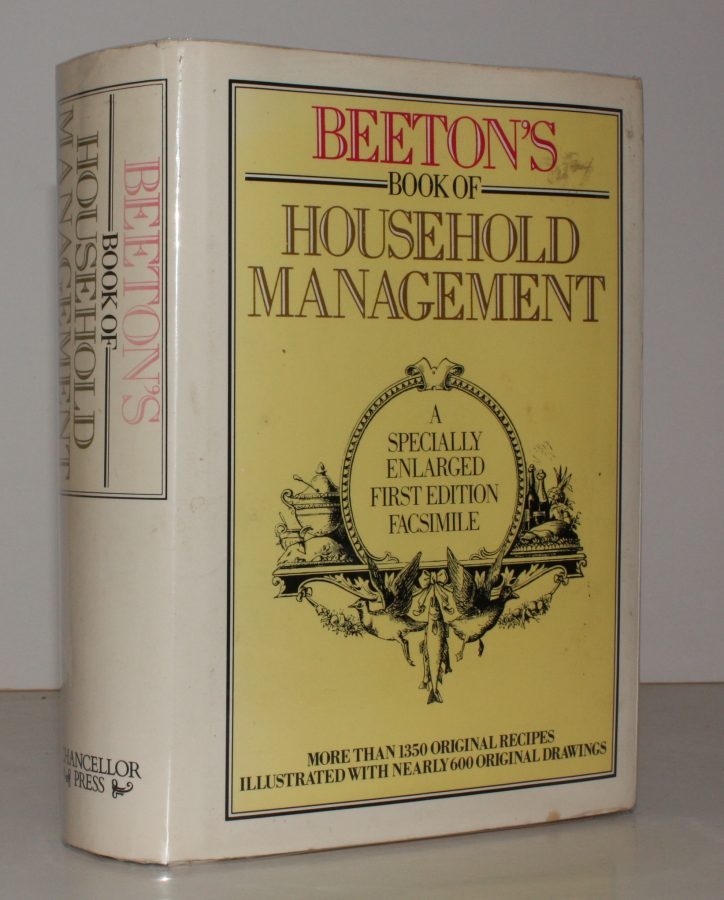 BEETON'S
BOOK OF
HOUSEHOLD
MANAGEMENT
CHANCELLOR
PRESS
BEETON'S
BOOK OF
HOUSEHOLD
MANAGEMENT
A
SPECIALLY
ENLARGED
FIRST EDITION
FACSIMILE
MORE THAN 1350 ORIGINAL RECIPES
ILLUSTRATED WITH NEARLY 600 ORIGINAL DRAWINGS